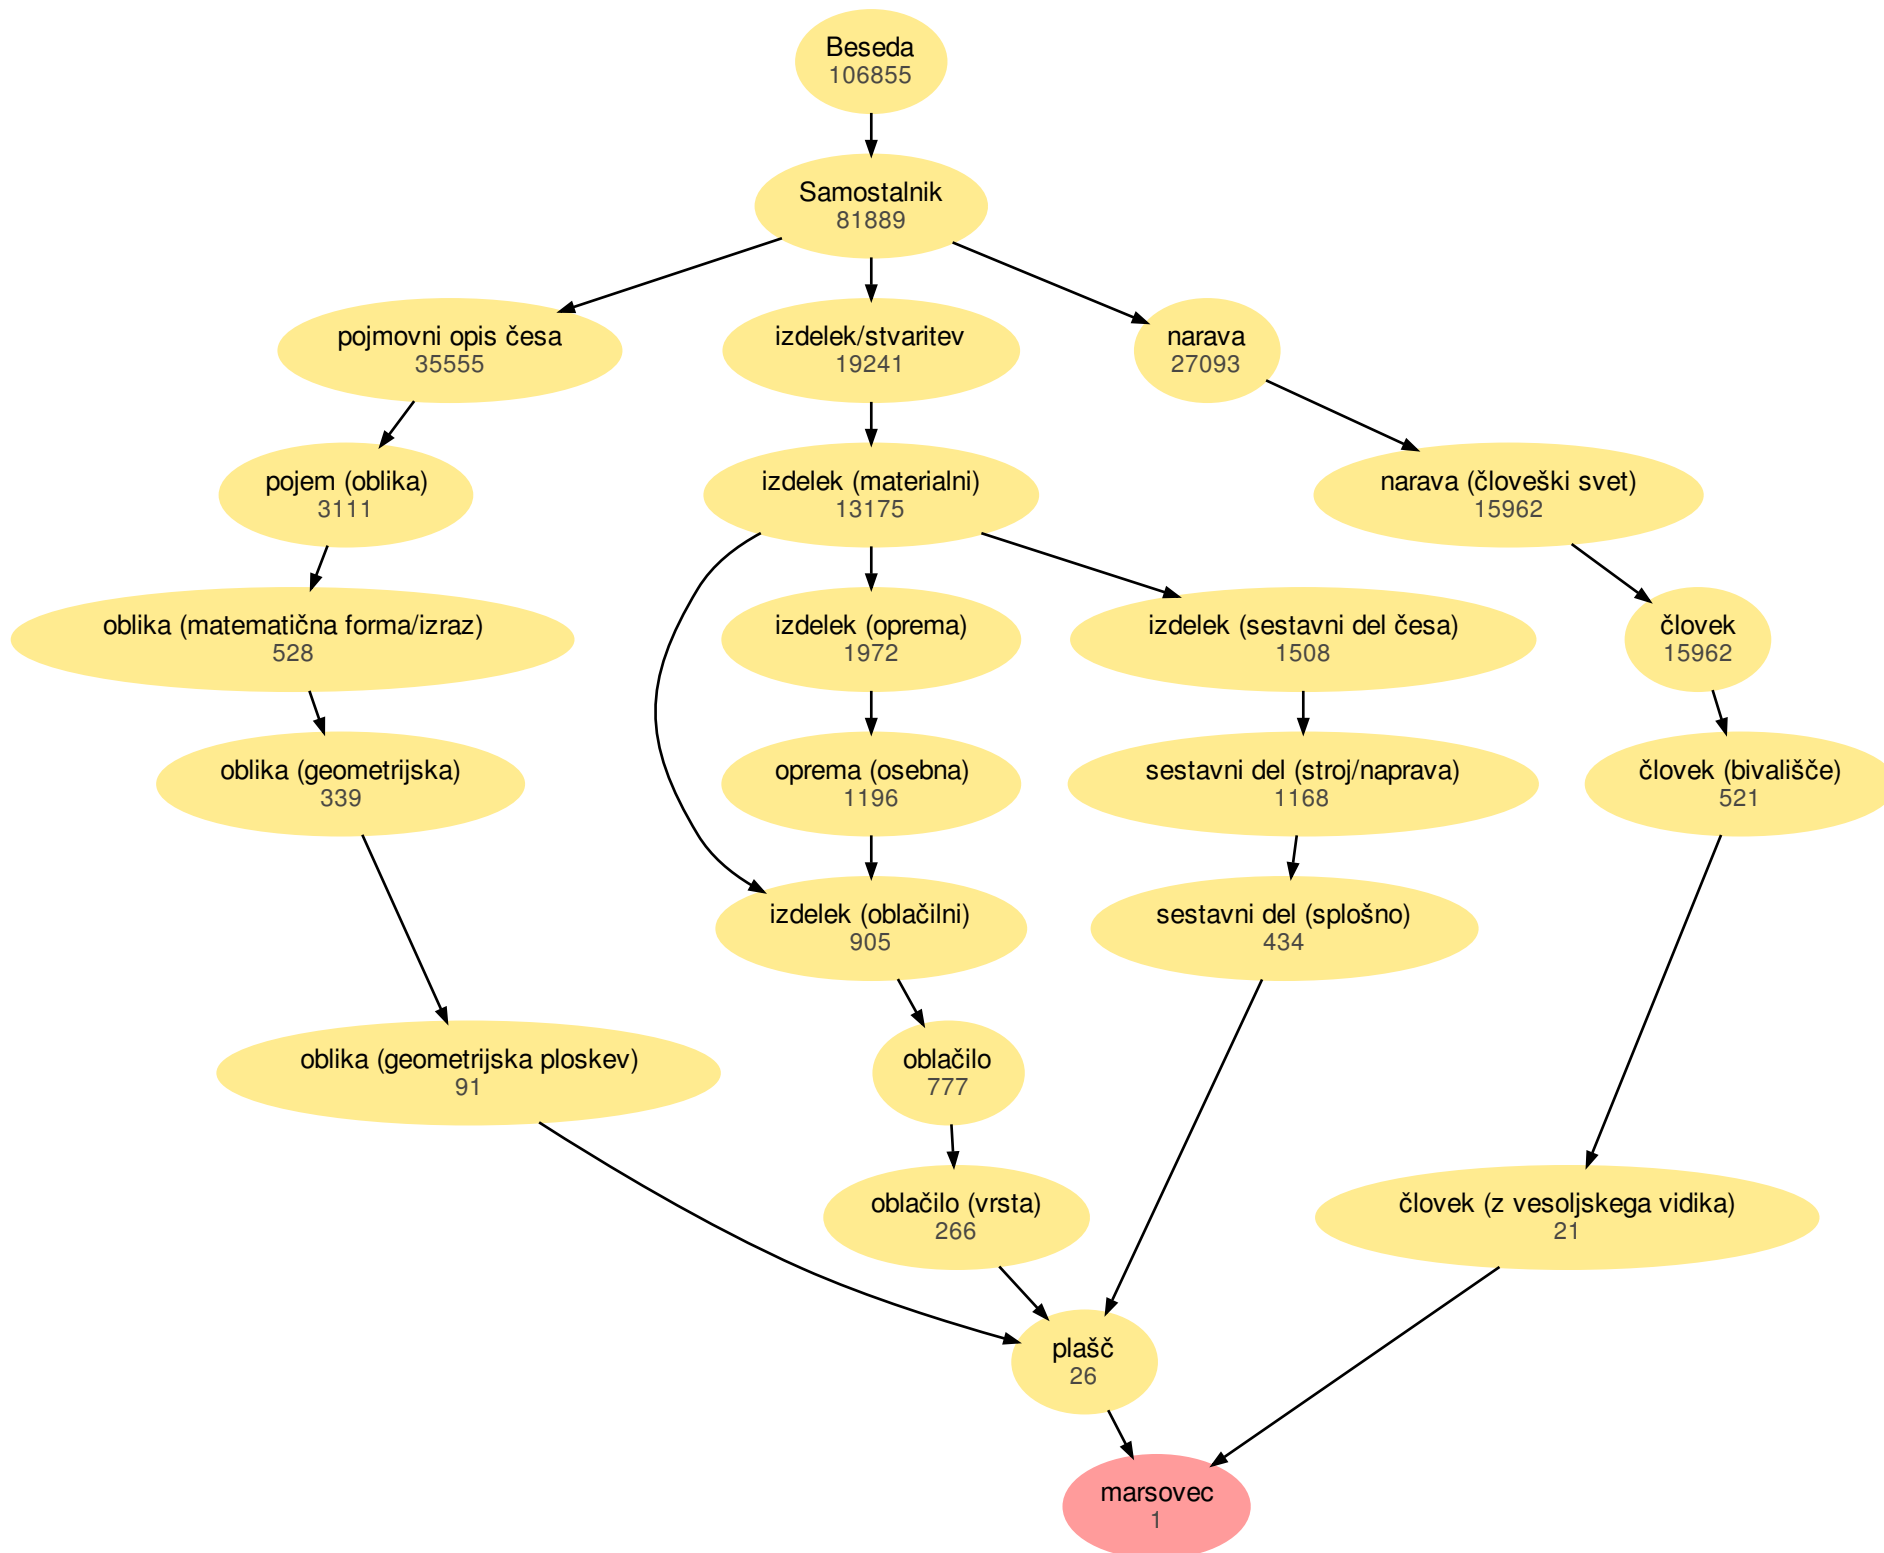 Beseda
106855
Samostalnik
81889
pojmovni opis česa
35555
izdelek/stvaritev
19241
narava
27093
pojem (oblika)
3111
izdelek (materialni)
13175
narava (človeški svet)
15962
oblika (matematična forma/izraz)
528
izdelek (oprema)
1972
izdelek (sestavni del česa)
1508
človek
15962
oblika (geometrijska)
339
oprema (osebna)
1196
sestavni del (stroj/naprava)
1168
človek (bivališče)
521
izdelek (oblačilni)
905
sestavni del (splošno)
434
oblika (geometrijska ploskev)
91
oblačilo
777
oblačilo (vrsta)
266
človek (z vesoljskega vidika)
21
plašč
26
marsovec
1